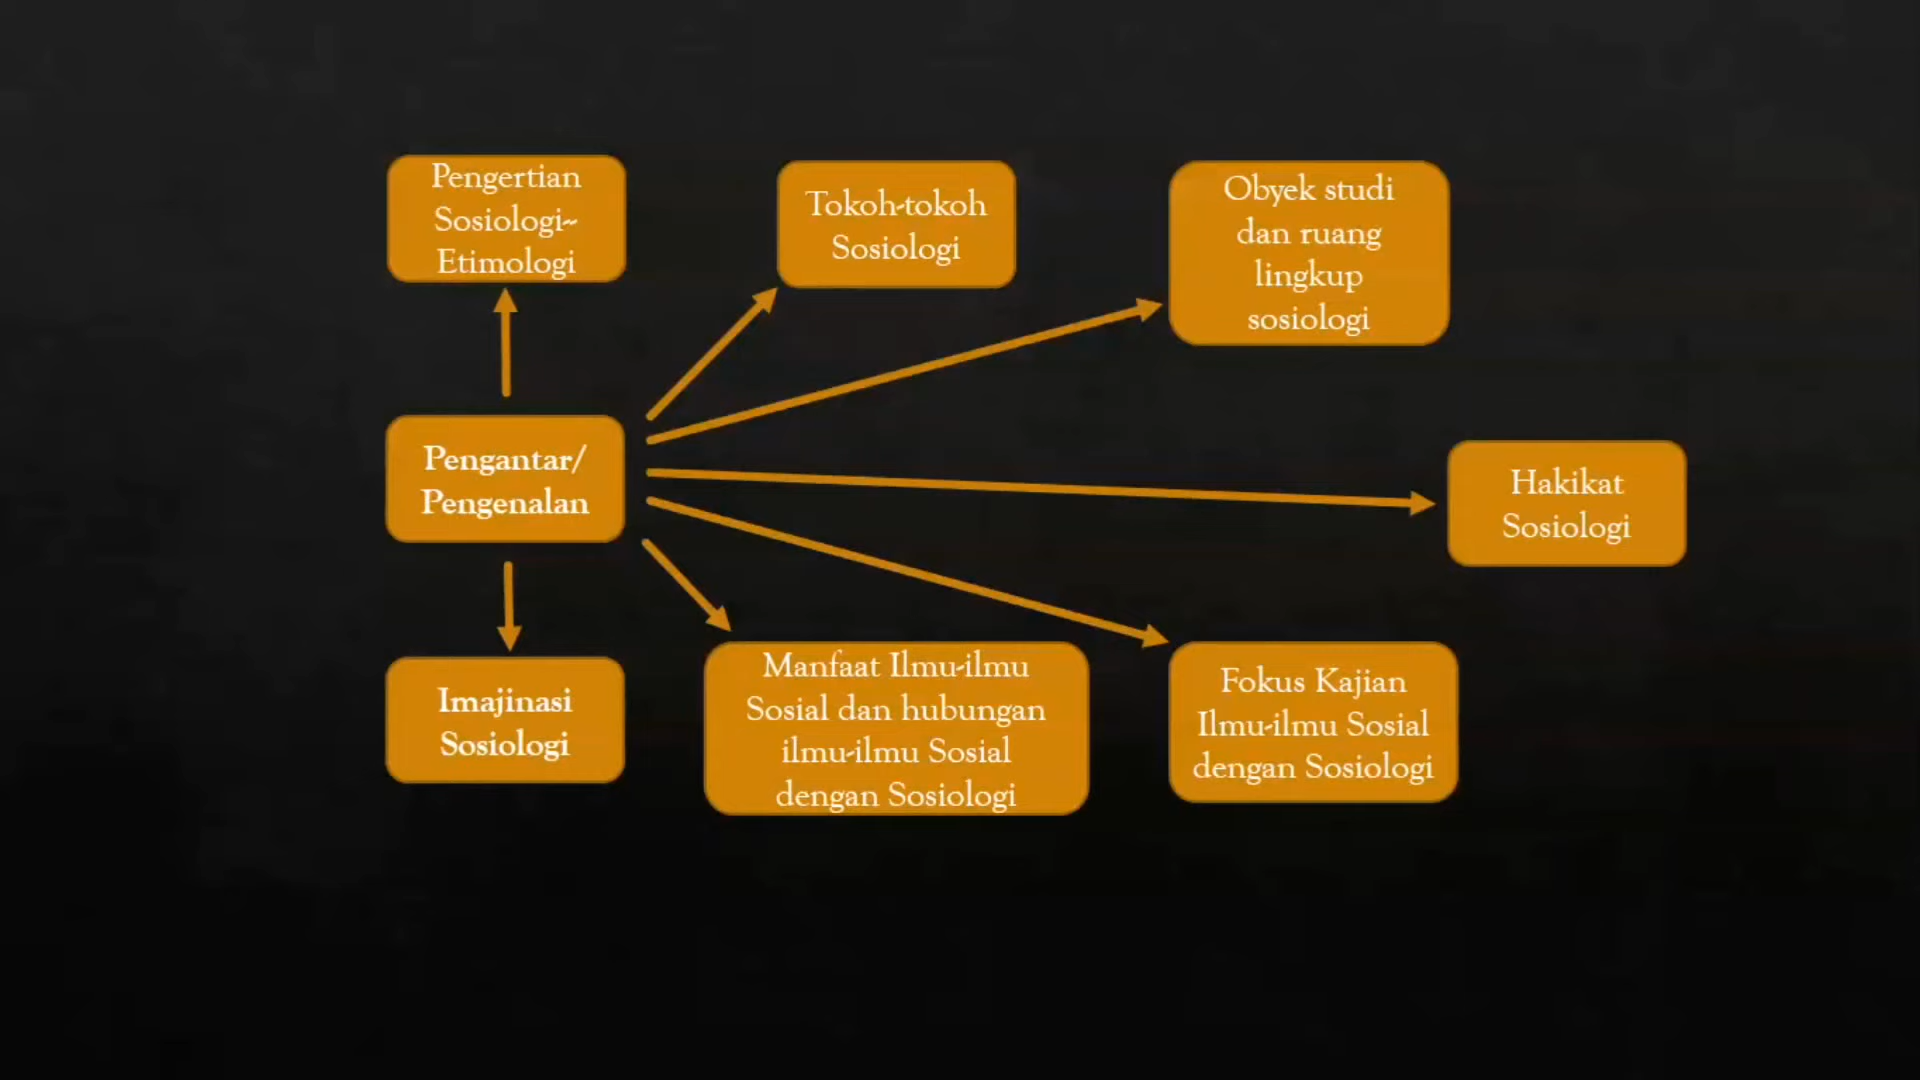 Pengertian
Sosiologi~
Etimologi
Tokoh-tokoh
Sosiologi
Obyek studi
dan ruang
lingkup
sosiologi
Pengantar/
Pengenalan
Hakikat
Sosiologi
Imajinasi
Sosiologi
Manfaat Ilmu-ilmu
Sosial dan hubungan
ilmu-ilmu Sosial
dengan Sosiologi
Fokus Kajian
Ilmu-ilmu Sosial
dengan Sosiologi